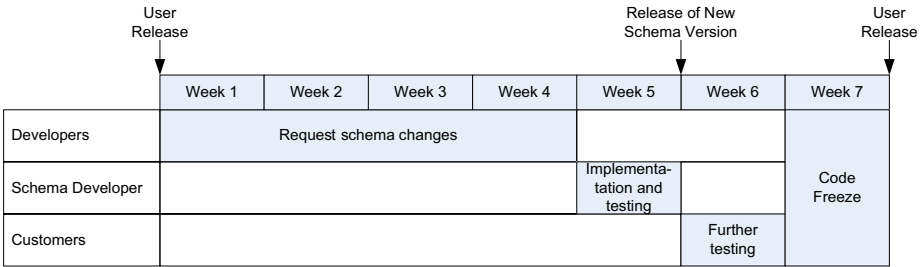 User
Release
Release of New
Schema Version
User
Release
Week 1
Week 2
Week 3
Week 4
Week 5
Week 6
Week 7
Developers
Request schema changes
Schema Developer
Implementa-
tation and
testing
Code
Freeze
Customers
Further
testing